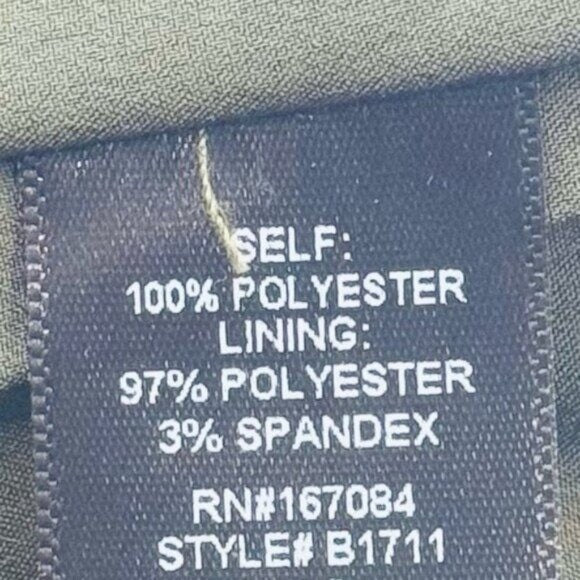 SELF:
100% POLYESTER
LINING:
97% POLYESTER
3% SPANDEX
RN#167084
STYLE# B1711